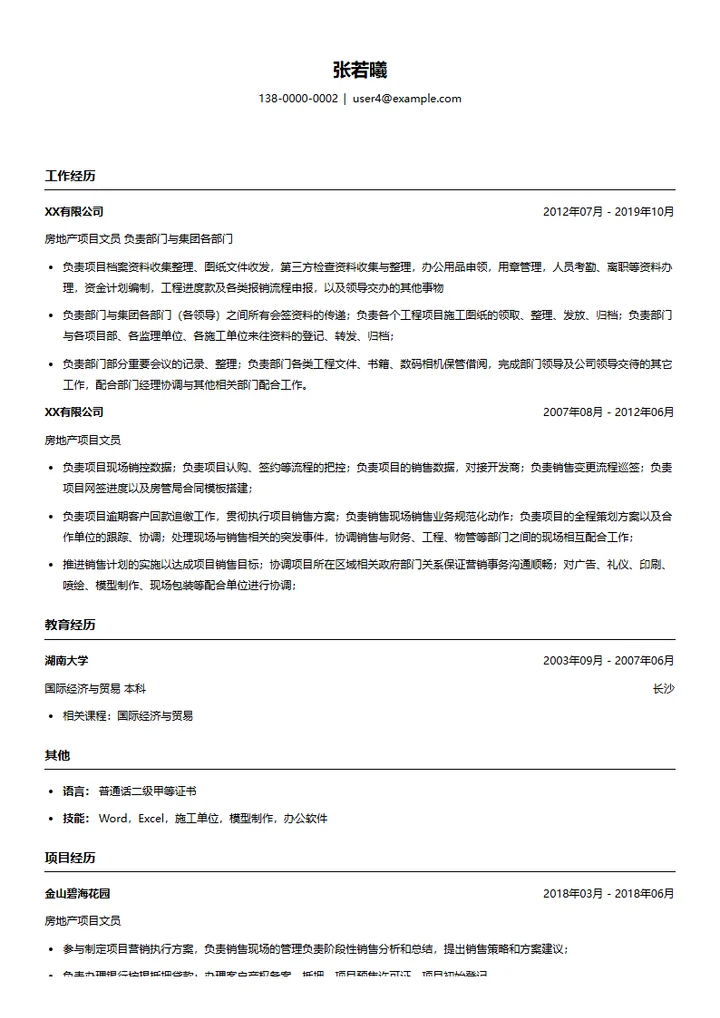 张若曦
138-0000-0002 | user4@example.com
工作经历
XX有限公司 2012年07月 - 2019年10月
房地产项目文员 负责部门与集团各部门
• 负责项目档案资料收集整理、图纸文件收发，第三方检查资料收集与整理，办公用品申领，用章管理，人员考勤、离职等资料办
理，资金计划编制，工程进度款及各类报销流程申报，以及领导交办的其他事物
• 负责部门与集团各部门（各领导）之间所有会签资料的传递；负责各个工程项目施工图纸的领取、整理、发放、归档；负责部门
与各项目部、各监理单位、各施工单位来往资料的登记、转发、归档；
• 负责部门部分重要会议的记录、整理；负责部门各类工程文件、书籍、数码相机保管借阅，完成部门领导及公司领导交待的其它
工作，配合部门经理协调与其他相关部门配合工作。
XX有限公司 2007年08月 - 2012年06月
房地产项目文员
• 负责项目现场销控数据；负责项目认购、签约等流程的把控；负责项目的销售数据，对接开发商；负责销售变更流程巡签；负责
项目网签进度以及房管局合同模板搭建；
• 负责项目逾期客户回款追缴工作，贯彻执行项目销售方案；负责销售现场销售业务规范化动作；负责项目的全程策划方案以及合
作单位的跟踪、协调；处理现场与销售相关的突发事件，协调销售与财务、工程、物管等部门之间的现场相互配合工作；
• 推进销售计划的实施以达成项目销售目标；协调项目所在区域相关政府部门关系保证营销事务沟通顺畅；对广告、礼仪、印刷、
喷绘、模型制作、现场包装等配合单位进行协调；
教育经历
湖南大学 2003年09月 - 2007年06月
国际经济与贸易 本科 长沙
• 相关课程：国际经济与贸易
其他
• 语言： 普通话二级甲等证书
• 技能： Word，Excel，施工单位，模型制作，办公软件
项目经历
金山碧海花园 2018年03月 - 2018年06月
房地产项目文员
• 参与制定项目营销执行方案，负责销售现场的管理负责阶段性销售分析和总结，提出销售策略和方案建议；
• 负责办理银行按揭抵押贷款；办理客户产权备案、抵押、项目预售许可证、项目初始登记